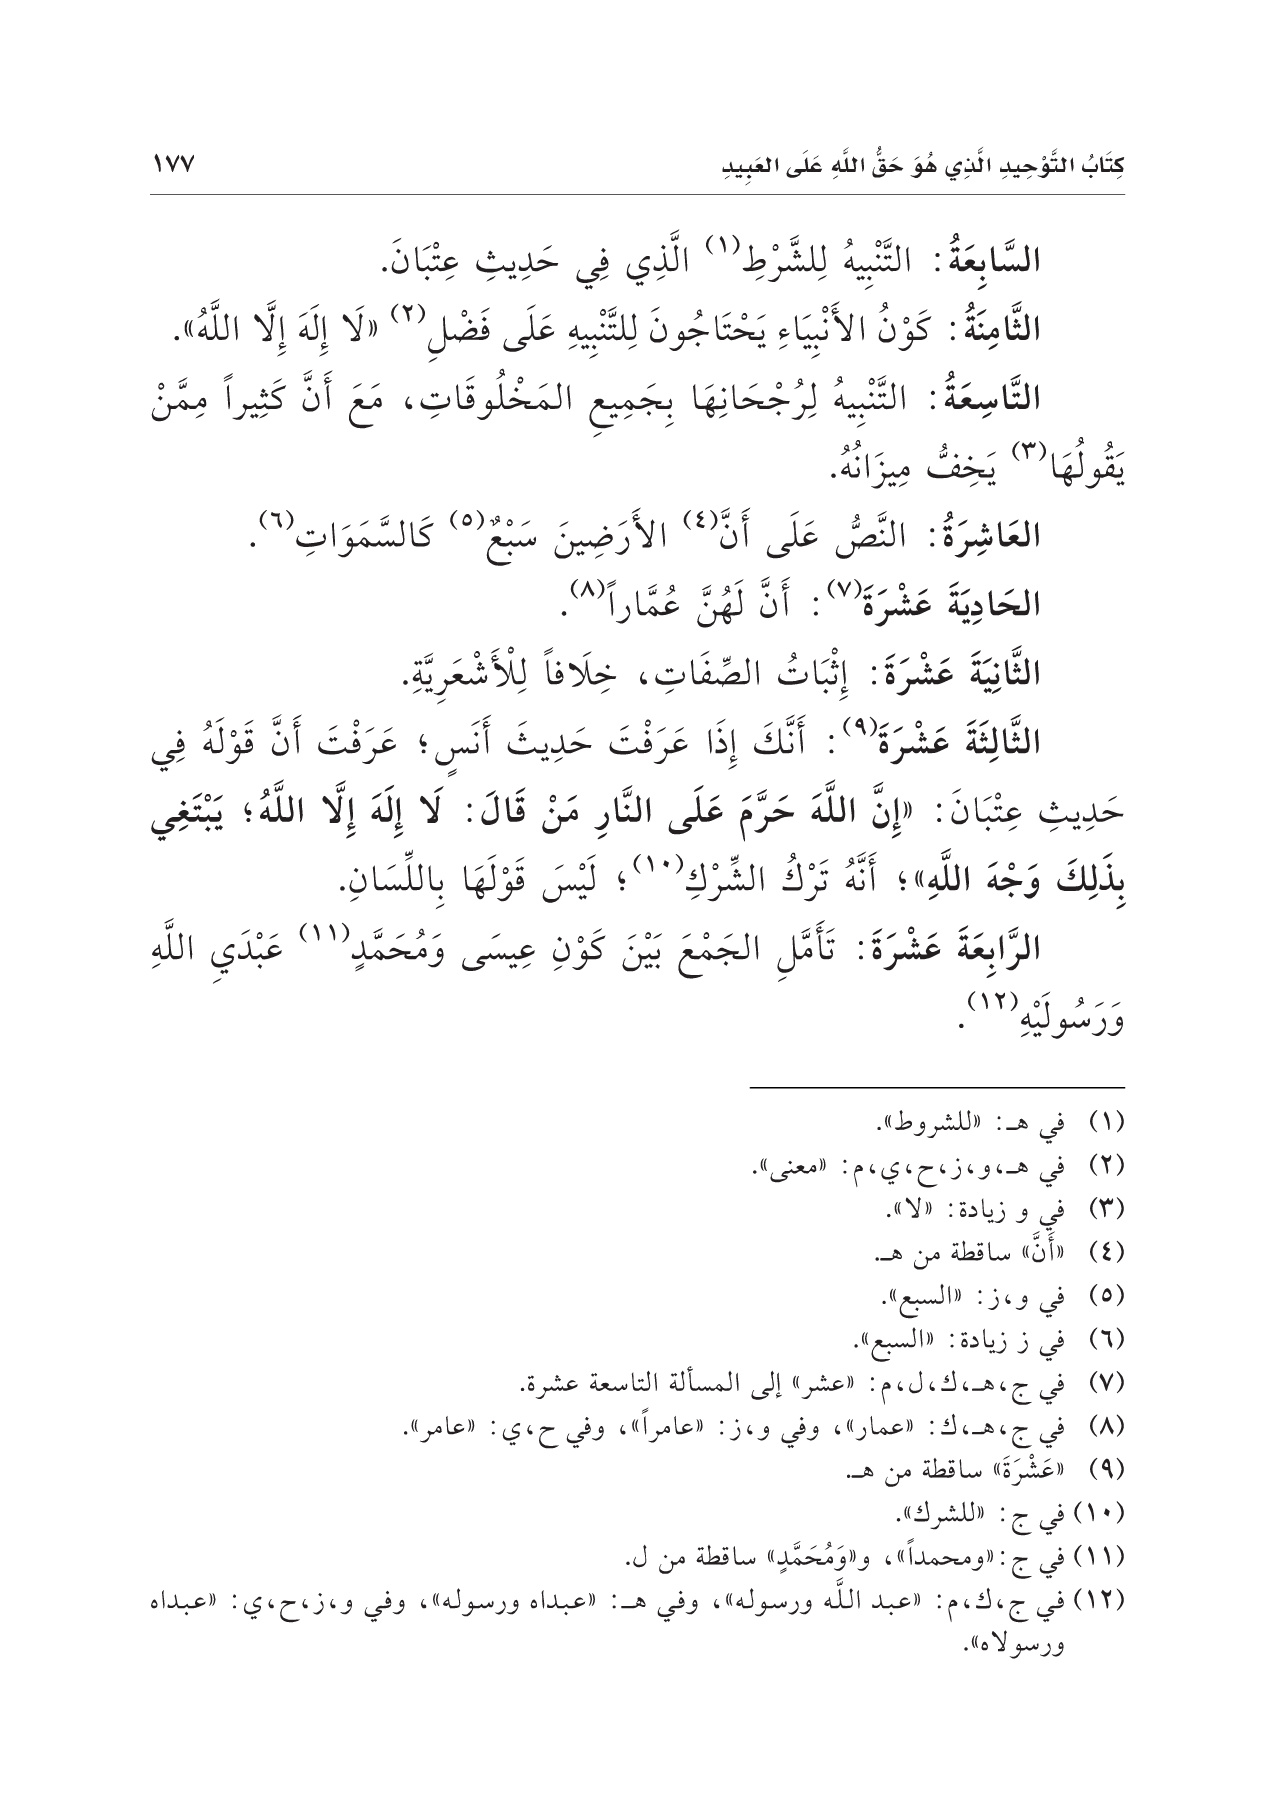 كِتَابُ التَّوْحِيدِ الَّذِي هُوَ حَقُّ اللَّهِ عَلَى العَبِيدِ ١٧٧
السَّابِعَةُ: التَّنْبِيهُ لِلشَّرْطِ(١) الَّذِي فِي حَدِيثِ عِتْبَانَ.
الثَّامِنَةُ: كَوْنُ الأَنْبِيَاءِ يَحْتَاجُونَ لِلتَّنْبِيهِ عَلَى فَضْلِ(٢) «لَا إِلَهَ إِلَّا اللَّهُ».
التَّاسِعَةُ: التَّنْبِيهُ لِرُجْحَانِهَا بِجَمِيعِ المَخْلُوقَاتِ، مَعَ أَنَّ كَثِيراً مِمَّنْ
يَقُولُهَا(٣) يَخِفُّ مِيزَانُهُ.
العَاشِرَةُ: النَّصُّ عَلَى أَنَّ(٤) الأَرَضِينَ سَبْعٌ(٥) كَالسَّمَوَاتِ(٦).
الحَادِيَةَ عَشْرَةَ(٧): أَنَّ لَهُنَّ عُمَّاراً(٨).
الثَّانِيَةَ عَشْرَةَ: إِثْبَاتُ الصِّفَاتِ، خِلَافاً لِلْأَشْعَرِيَّةِ.
الثَّالِثَةَ عَشْرَةَ(٩): أَنَّكَ إِذَا عَرَفْتَ حَدِيثَ أَنَسٍ؛ عَرَفْتَ أَنَّ قَوْلَهُ فِي
حَدِيثِ عِتْبَانَ: «إِنَّ اللَّهَ حَرَّمَ عَلَى النَّارِ مَنْ قَالَ: لَا إِلَهَ إِلَّا اللَّهُ؛ يَبْتَغِي
بِذَلِكَ وَجْهَ اللَّهِ»؛ أَنَّهُ تَرْكُ الشِّرْكِ(١٠)؛ لَيْسَ قَوْلَهَا بِاللِّسَانِ.
الرَّابِعَةَ عَشْرَةَ: تَأَمَّلِ الجَمْعَ بَيْنَ كَوْنِ عِيسَى وَمُحَمَّدٍ(١١) عَبْدَيِ اللَّهِ
وَرَسُولَيْهِ(١٢).
(١) في هـ: «للشروط».
(٢) في هـ،و،ز،ح،ي،م: «معنى».
(٣) في و زيادة: «لا».
(٤) «أَنَّ» ساقطة من هـ.
(٥) في و،ز: «السبع».
(٦) في ز زيادة: «السبع».
(٧) في ج،هـ،ك،ل،م: «عشر» إلى المسألة التاسعة عشرة.
(٨) في ج،هـ،ك: «عمار»، وفي و،ز: «عامراً»، وفي ح،ي: «عامر».
(٩) «عَشْرَةَ» ساقطة من هـ.
(١٠) في ج: «للشرك».
(١١) في ج:«ومحمداً»، و«وَمُحَمَّدٍ» ساقطة من ل.
(١٢) في ج،ك،م: «عبد اللَّه ورسوله»، وفي هـ: «عبداه ورسوله»، وفي و،ز،ح،ي: «عبداه
ورسولاه».